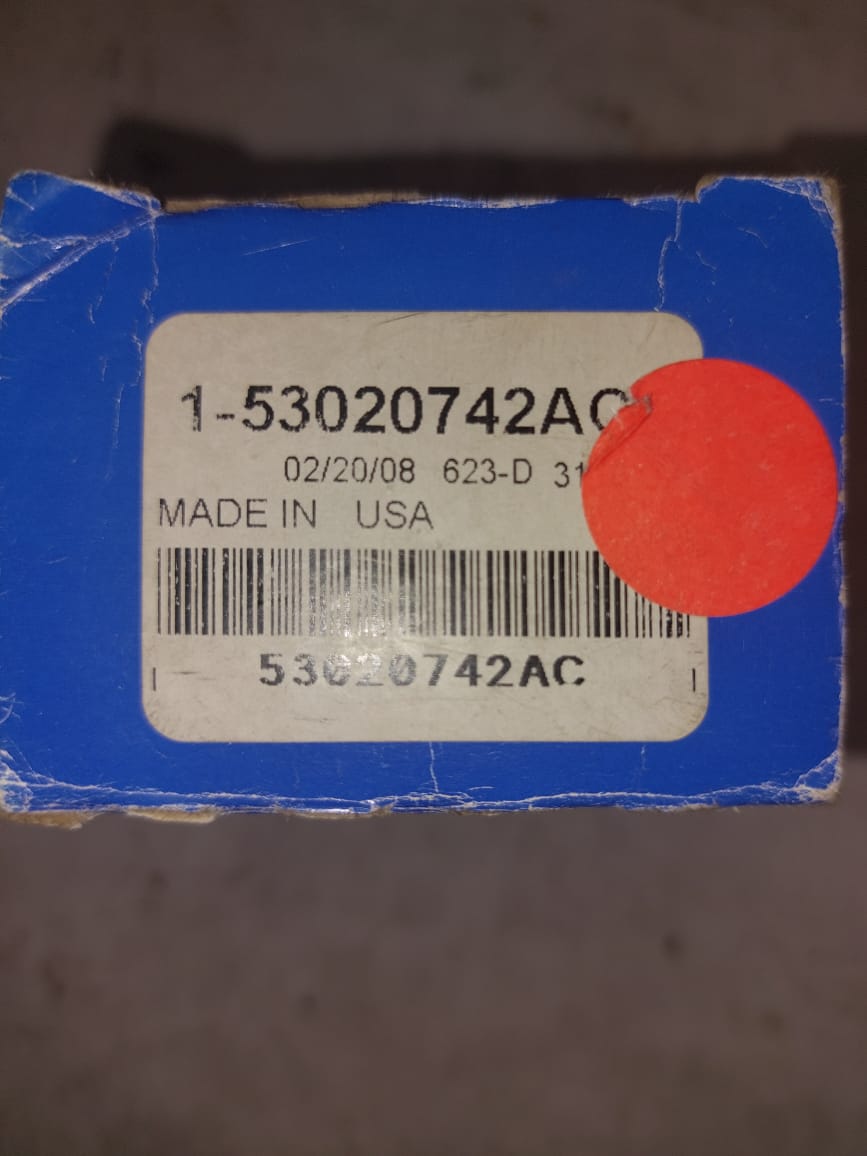 1-53020742AC
02/20/08 623-D 31
MADE IN USA
53020742AC